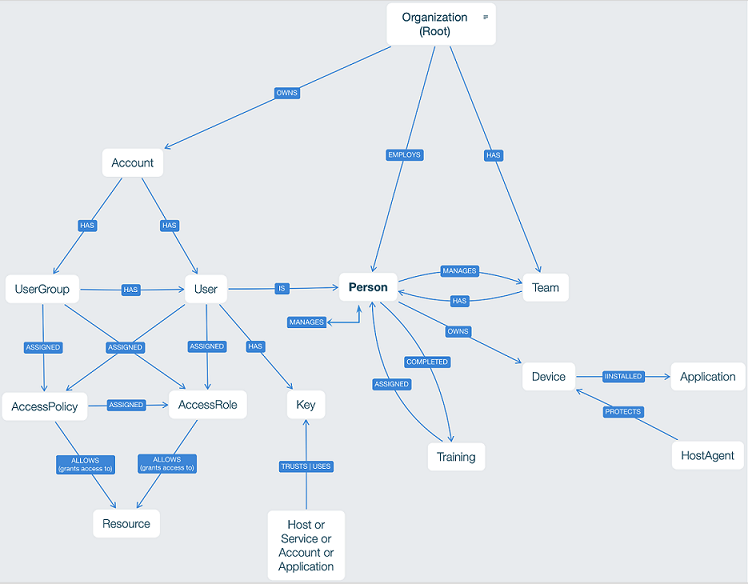 Organization
(Root)
OWNS
EMPLOYS
HAS
Account
HAS
HAS
UserGroup
HAS
User
IS
Person
MANAGES
HAS
Team
MANAGES
OWNS
ASSIGNED
ASSIGNED
ASSIGNED
HAS
COMPLETED
ASSIGNED
Device
IINSTALLED
Application
AccessPolicy
ASSIGNED
AccessRole
Key
PROTECTS
Training
HostAgent
ALLOWS
(grants access to)
ALLOWS
(grants access to)
TRUSTS | USES
Resource
Host or
Service or
Account or
Application